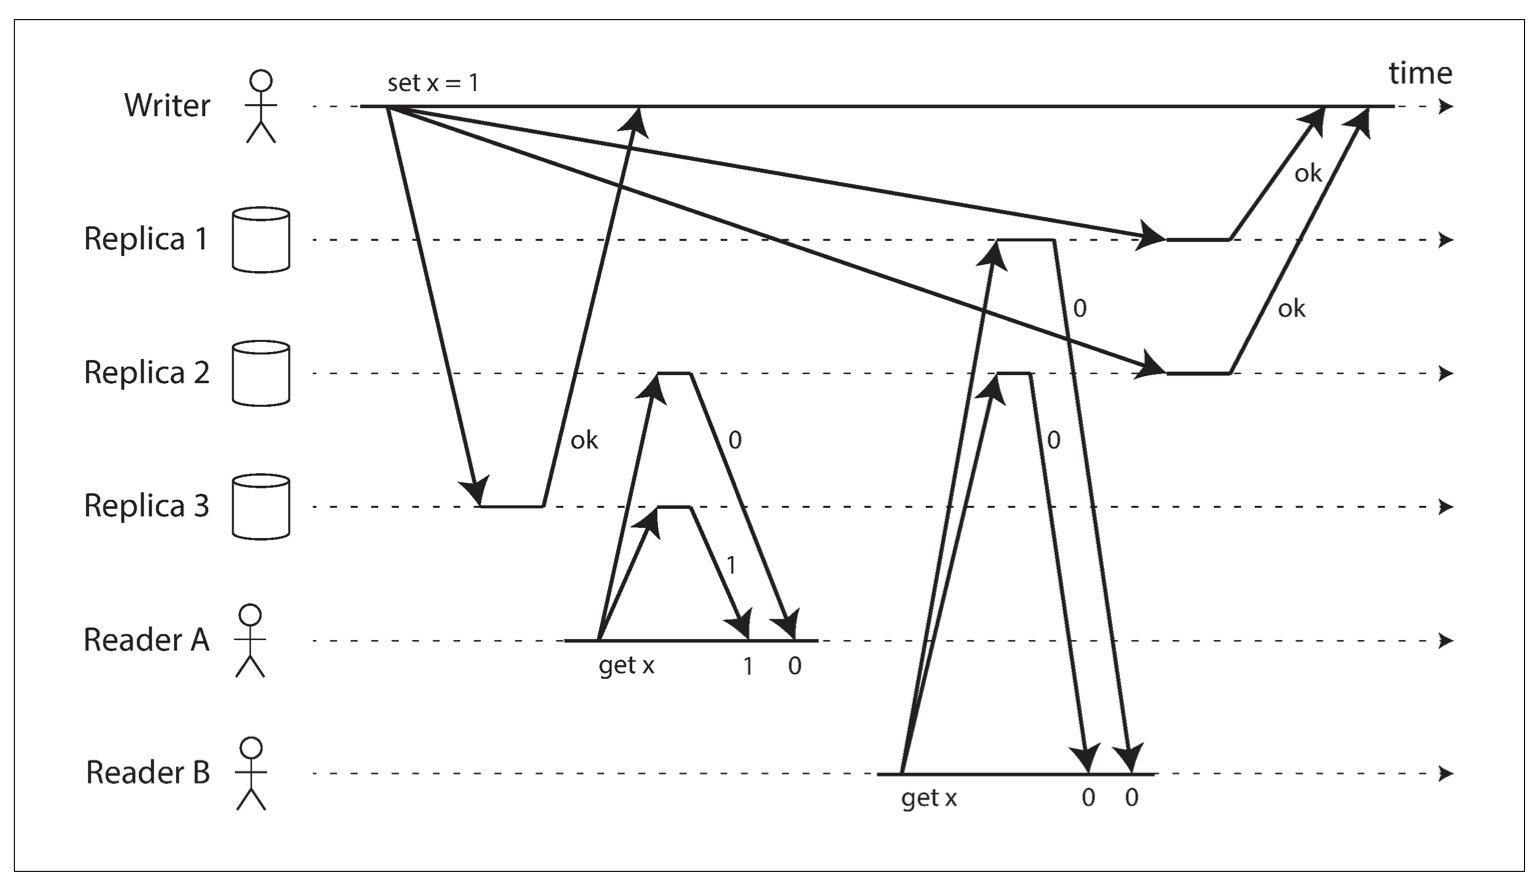 set x = 1
time
Writer
ok
Replica 1
0
ok
Replica 2
ok
0
0
Replica 3
1
Reader A
get x
1
0
Reader B
get x
0
0